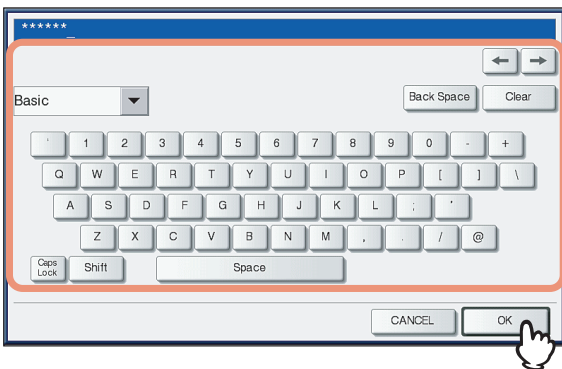 ******_
← →
Basic Back Space Clear
` 1 2 3 4 5 6 7 8 9 0 - +
Q W E R T Y U I O P [ ] \
A S D F G H J K L ; '
Z X C V B N M , . / @
Caps Lock Shift Space
CANCEL OK